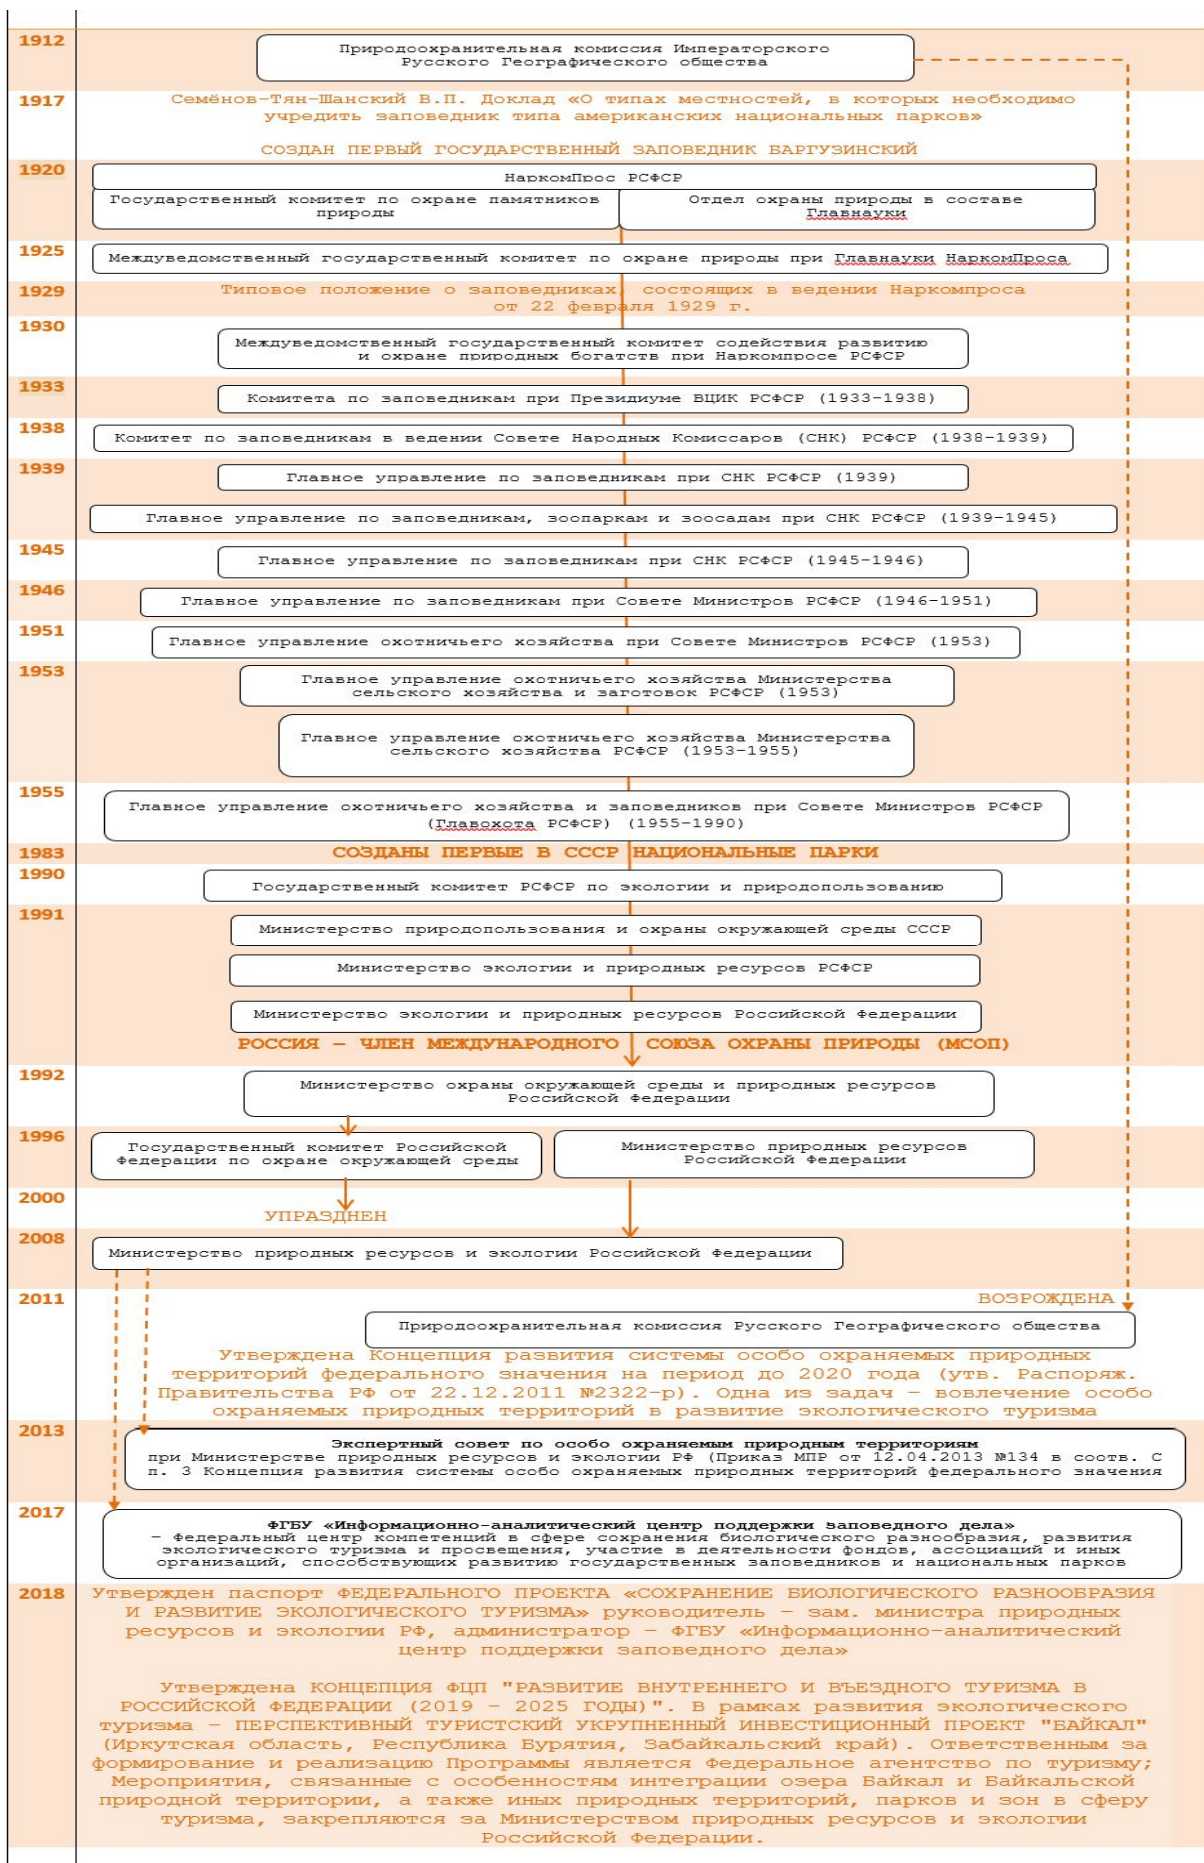 1912
Природоохранительная комиссия Императорского
Русского Географического общества
1917
Семёнов-Тян-Шанский В.П. Доклад «О типах местностей, в которых необходимо
учредить заповедник типа американских национальных парков»
СОЗДАН ПЕРВЫЙ ГОСУДАРСТВЕННЫЙ ЗАПОВЕДНИК БАРГУЗИНСКИЙ
1920
НаркомПрос РСФСР
Государственный комитет по охране памятников
природы
Отдел охраны природы в составе
Главнауки
1925
Междуведомственный государственный комитет по охране природы при Главнауки НаркомПроса
1929
Типовое положение о заповедниках, состоящих в ведении Наркомпроса
от 22 февраля 1929 г.
1930
Междуведомственный государственный комитет содействия развитию
и охране природных богатств при Наркомпросе РСФСР
1933
Комитета по заповедникам при Президиуме ВЦИК РСФСР (1933-1938)
1938
Комитет по заповедникам в ведении Совете Народных Комиссаров (СНК) РСФСР (1938-1939)
1939
Главное управление по заповедникам при СНК РСФСР (1939)
Главное управление по заповедникам, зоопаркам и зоосадам при СНК РСФСР (1939-1945)
1945
Главное управление по заповедникам при СНК РСФСР (1945-1946)
1946
Главное управление по заповедникам при Совете Министров РСФСР (1946-1951)
1951
Главное управление охотничьего хозяйства при Совете Министров РСФСР (1953)
1953
Главное управление охотничьего хозяйства Министерства
сельского хозяйства и заготовок РСФСР (1953)
Главное управление охотничьего хозяйства Министерства
сельского хозяйства РСФСР (1953-1955)
1955
Главное управление охотничьего хозяйства и заповедников при Совете Министров РСФСР
(Главохота РСФСР) (1955-1990)
1983
СОЗДАНЫ ПЕРВЫЕ В СССР НАЦИОНАЛЬНЫЕ ПАРКИ
1990
Государственный комитет РСФСР по экологии и природопользованию
1991
Министерство природопользования и охраны окружающей среды СССР
Министерство экологии и природных ресурсов РСФСР
Министерство экологии и природных ресурсов Российской Федерации
РОССИЯ – ЧЛЕН МЕЖДУНАРОДНОГО СОЮЗА ОХРАНЫ ПРИРОДЫ (МСОП)
1992
Министерство охраны окружающей среды и природных ресурсов
Российской Федерации
1996
Государственный комитет Российской
Федерации по охране окружающей среды
Министерство природных ресурсов
Российской Федерации
2000
УПРАЗДНЕН
2008
Министерство природных ресурсов и экологии Российской Федерации
2011
ВОЗРОЖДЕНА
Природоохранительная комиссия Русского Географического общества
Утверждена Концепция развития системы особо охраняемых природных
территорий федерального значения на период до 2020 года (утв. Распоряж.
Правительства РФ от 22.12.2011 №2322-р). Одна из задач – вовлечение особо
охраняемых природных территорий в развитие экологического туризма
2013
Экспертный совет по особо охраняемым природным территориям
при Министерстве природных ресурсов и экологии РФ (Приказ МПР от 12.04.2013 №134 в соотв. С
п. 3 Концепция развития системы особо охраняемых природных территорий федерального значения
2017
ФГБУ «Информационно-аналитический центр поддержки заповедного дела»
– Федеральный центр компетенций в сфере сохранения биологического разнообразия, развития
экологического туризма и просвещения, участие в деятельности фондов, ассоциаций и иных
организаций, способствующих развитию государственных заповедников и национальных парков
2018
Утвержден паспорт ФЕДЕРАЛЬНОГО ПРОЕКТА «СОХРАНЕНИЕ БИОЛОГИЧЕСКОГО РАЗНООБРАЗИЯ
И РАЗВИТИЕ ЭКОЛОГИЧЕСКОГО ТУРИЗМА» руководитель – зам. министра природных
ресурсов и экологии РФ, администратор – ФГБУ «Информационно-аналитический
центр поддержки заповедного дела»
Утверждена КОНЦЕПЦИЯ ФЦП "РАЗВИТИЕ ВНУТРЕННЕГО И ВЪЕЗДНОГО ТУРИЗМА В
РОССИЙСКОЙ ФЕДЕРАЦИИ (2019 – 2025 ГОДЫ)". В рамках развития экологического
туризма – ПЕРСПЕКТИВНЫЙ ТУРИСТСКИЙ УКРУПНЕННЫЙ ИНВЕСТИЦИОННЫЙ ПРОЕКТ "БАЙКАЛ"
(Иркутская область, Республика Бурятия, Забайкальский край). Ответственным за
формирование и реализацию Программы является Федеральное агентство по туризму;
Мероприятия, связанные с особенностям интеграции озера Байкал и Байкальской
природной территории, а также иных природных территорий, парков и зон в сферу
туризма, закрепляются за Министерством природных ресурсов и экологии
Российской Федерации.